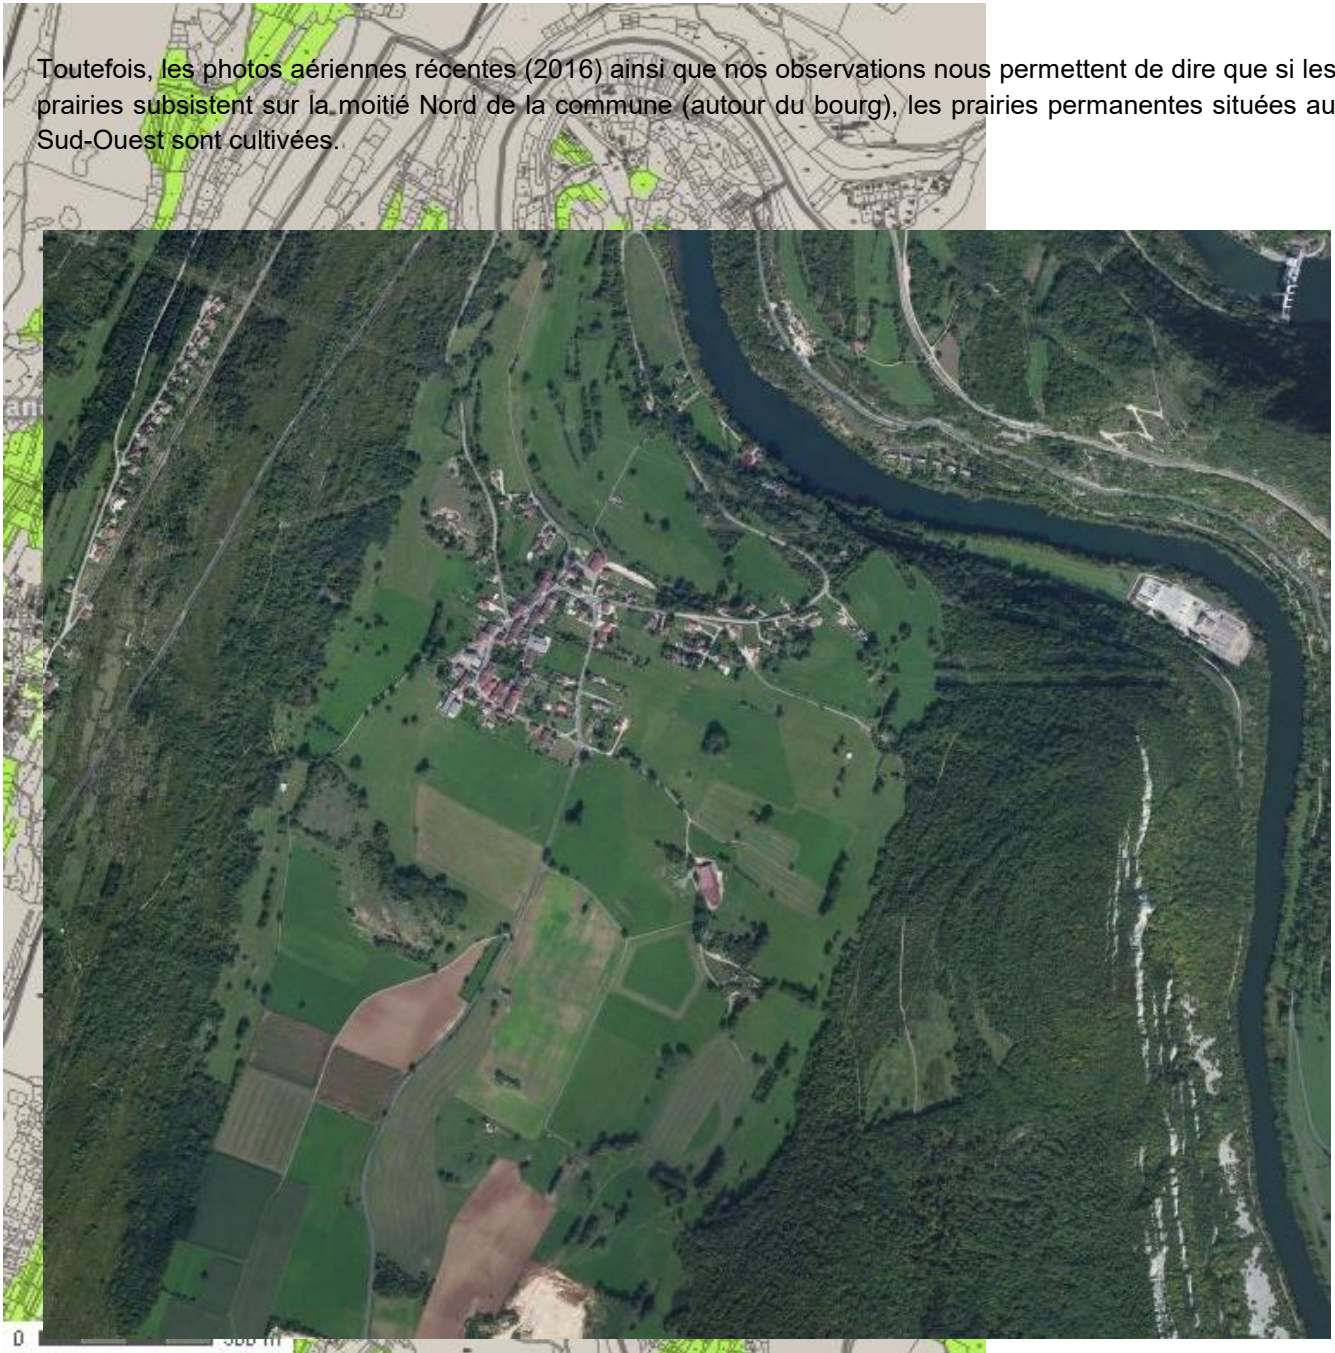 Toutefois, les photos aériennes récentes (2016) ainsi que nos observations nous permettent de dire que si les
prairies subsistent sur la moitié Nord de la commune (autour du bourg), les prairies permanentes situées au
Sud-Ouest sont cultivées.
0